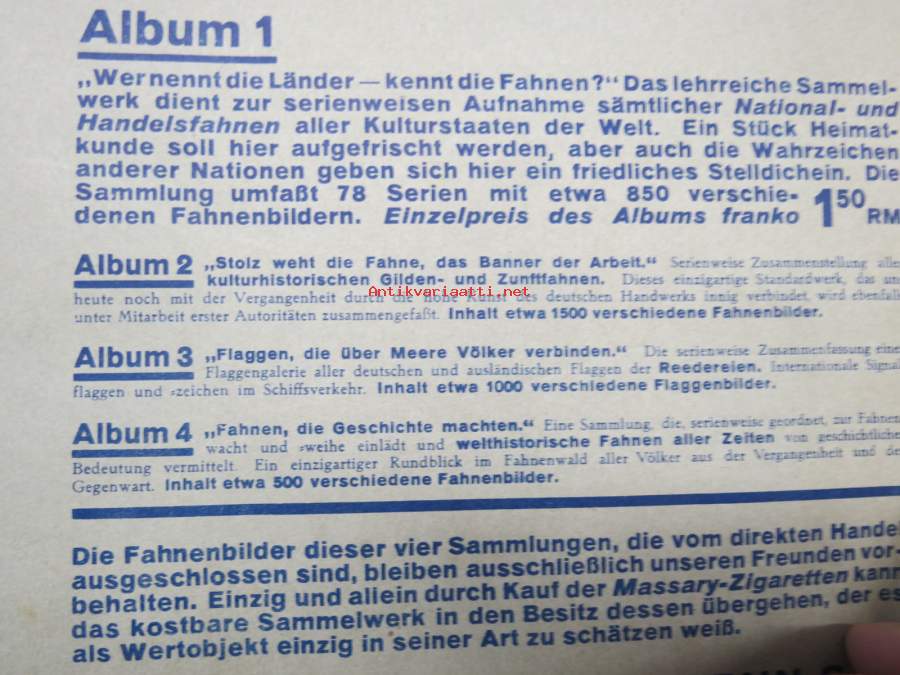 Album 1
„Wer nennt die Länder — kennt die Fahnen?“ Das lehrreiche Sammel-
werk dient zur serienweisen Aufnahme sämtlicher National- und
Handelsfahnen aller Kulturstaaten der Welt. Ein Stück Heimat-
kunde soll hier aufgefrischt werden, aber auch die Wahrzeichen
anderer Nationen geben sich hier ein friedliches Stelldichein. Die
Sammlung umfaßt 78 Serien mit etwa 850 verschie-
denen Fahnenbildern. Einzelpreis des Albums franko 1 50 RM
Album 2 „Stolz weht die Fahne, das Banner der Arbeit.“ Serienweise Zusammenstellung aller
kulturhistorischen Gilden- und Zunftfahnen. Dieses einzigartige Standardwerk, das uns
Antikvariaatti.net
heute noch mit der Vergangenheit durch die hohe Kunst des deutschen Handwerks innig verbindet, wird ebenfalls
unter Mitarbeit erster Autoritäten zusammengefaßt. Inhalt etwa 1500 verschiedene Fahnenbilder.
Album 3 „Flaggen, die über Meere Völker verbinden.“ Die serienweise Zusammenfassung einer
Flaggengalerie aller deutschen und ausländischen Flaggen der Reedereien. Internationale Signal
flaggen und -zeichen im Schiffsverkehr. Inhalt etwa 1000 verschiedene Flaggenbilder.
Album 4 „Fahnen, die Geschichte machten.“ Eine Sammlung, die, serienweise geordnet, zur Fahnen
wacht und -weihe einlädt und welthistorische Fahnen aller Zeiten von geschichtlicher
Bedeutung vermittelt. Ein einzigartiger Rundblick im Fahnenwald aller Völker aus der Vergangenheit und de
Gegenwart. Inhalt etwa 500 verschiedene Fahnenbilder.
Die Fahnenbilder dieser vier Sammlungen, die vom direkten Handel
ausgeschlossen sind, bleiben ausschließlich unseren Freunden vor-
behalten. Einzig und allein durch Kauf der Massary-Zigaretten kann
das kostbare Sammelwerk in den Besitz dessen übergehen, der es
als Wertobjekt einzig in seiner Art zu schätzen weiß.